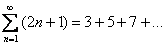 ∞∑n=1 (2n+1) = 3+5+7+...